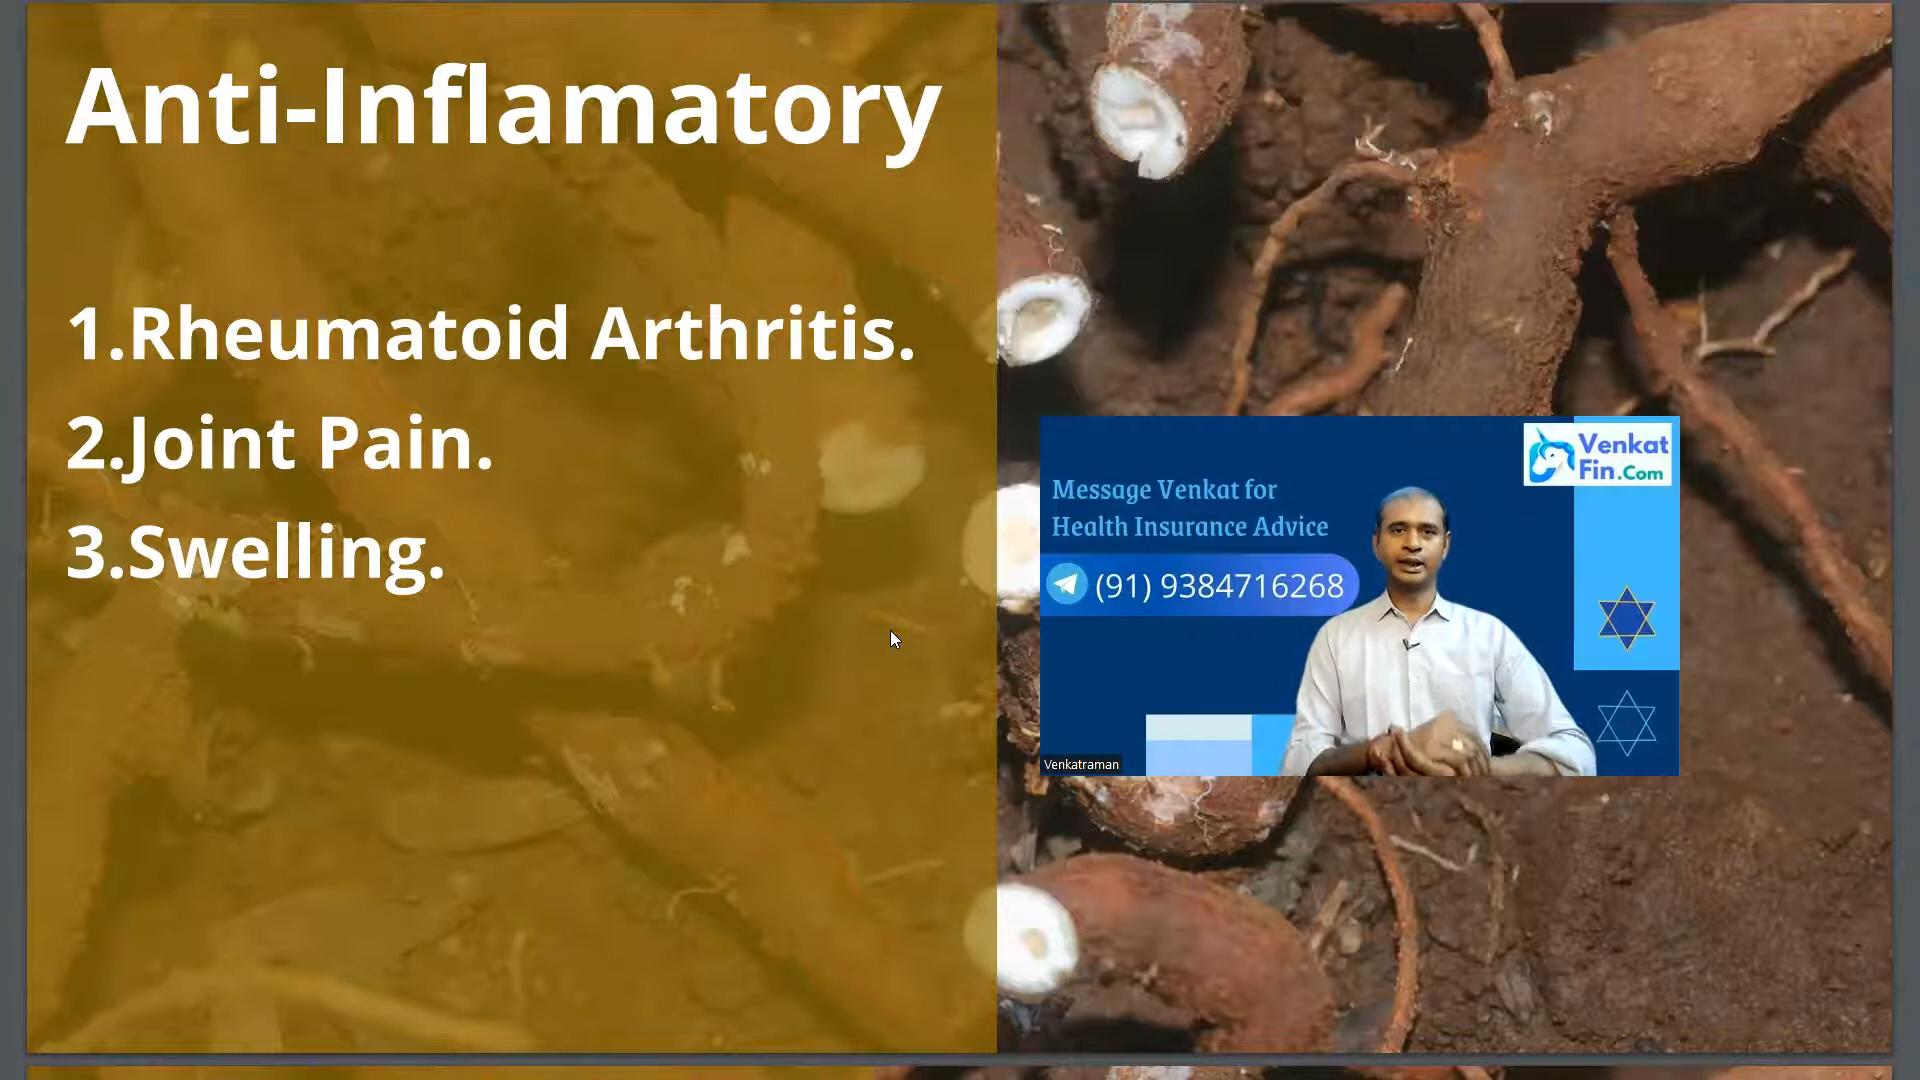 Anti-Inflamatory
1.Rheumatoid Arthritis.
2.Joint Pain.
3.Swelling.
Venkat
Fin.Com
Message Venkat for
Health Insurance Advice
(91) 9384716268
Venkatraman